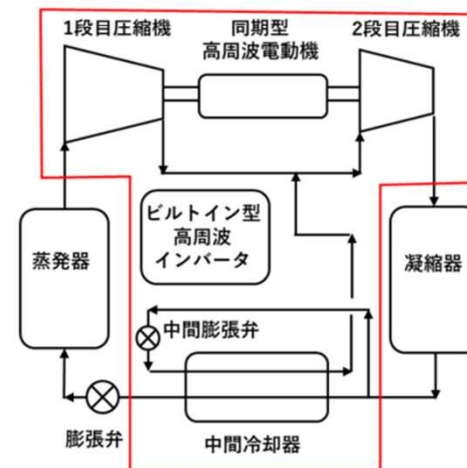 1段目圧縮機
同期型
高周波電動機
2段目圧縮機
ビルトイン型
高周波
インバータ
蒸発器
凝縮器
中間膨張弁
膨張弁
中間冷却器